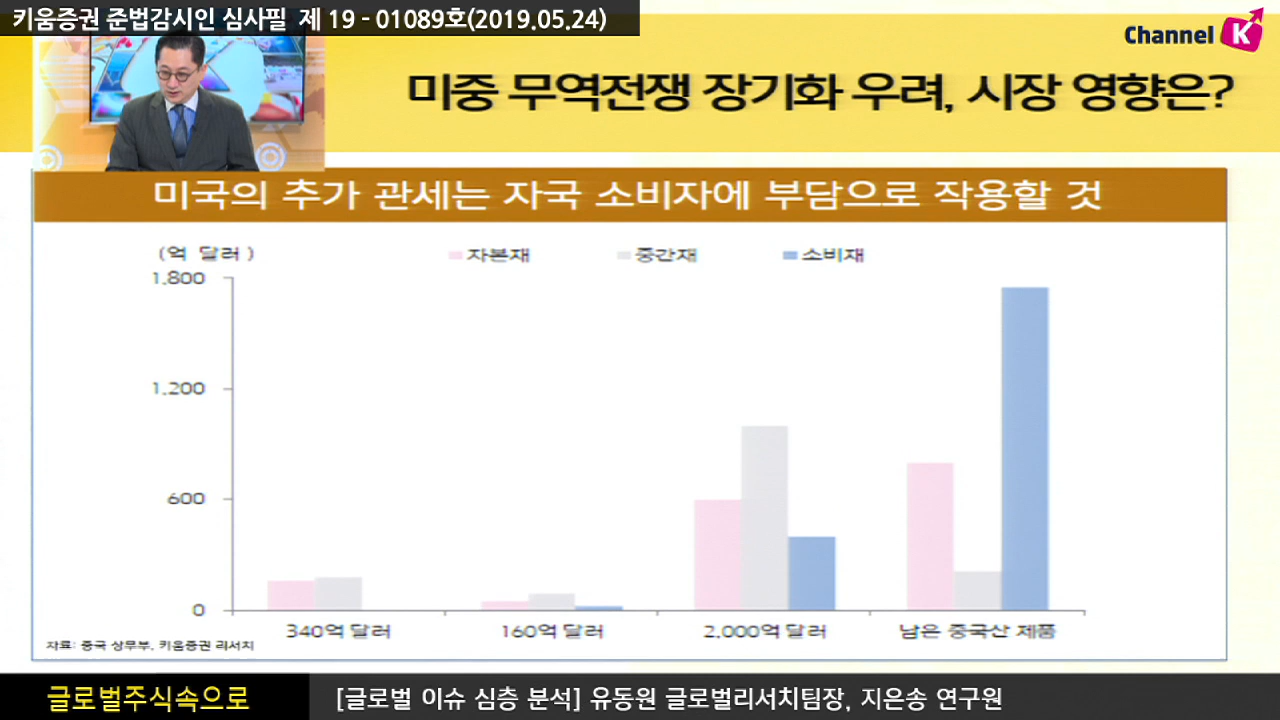 키움증권 준법감시인 심사필 제 19 - 01089호(2019.05.24)
Channel K
미중 무역전쟁 장기화 우려, 시장 영향은?
미국의 추가 관세는 자국 소비자에 부담으로 작용할 것
(억 달러)
자본재 중간재 소비재
1,800
1,200
600
0
340억 달러 160억 달러 2,000억 달러 남은 중국산 제품
자료: 중국 상무부, 키움증권 리서치
글로벌주식속으로
[글로벌 이슈 심층 분석] 유동원 글로벌리서치팀장, 지은송 연구원